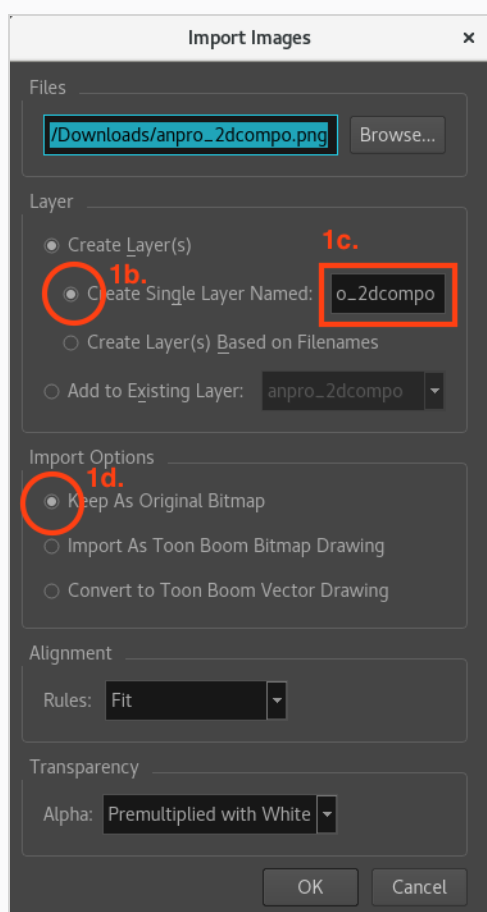 Import Images ×
Files
/Downloads/anpro_2dcompo.png Browse...
Layer
Create Layer(s)
1c.
1b.
Create Single Layer Named: o_2dcompo
Create Layer(s) Based on Filenames
Add to Existing Layer: anpro_2dcompo
Import Options
1d.
Keep As Original Bitmap
Import As Toon Boom Bitmap Drawing
Convert to Toon Boom Vector Drawing
Alignment
Rules: Fit
Transparency
Alpha: Premultiplied with White
OK Cancel